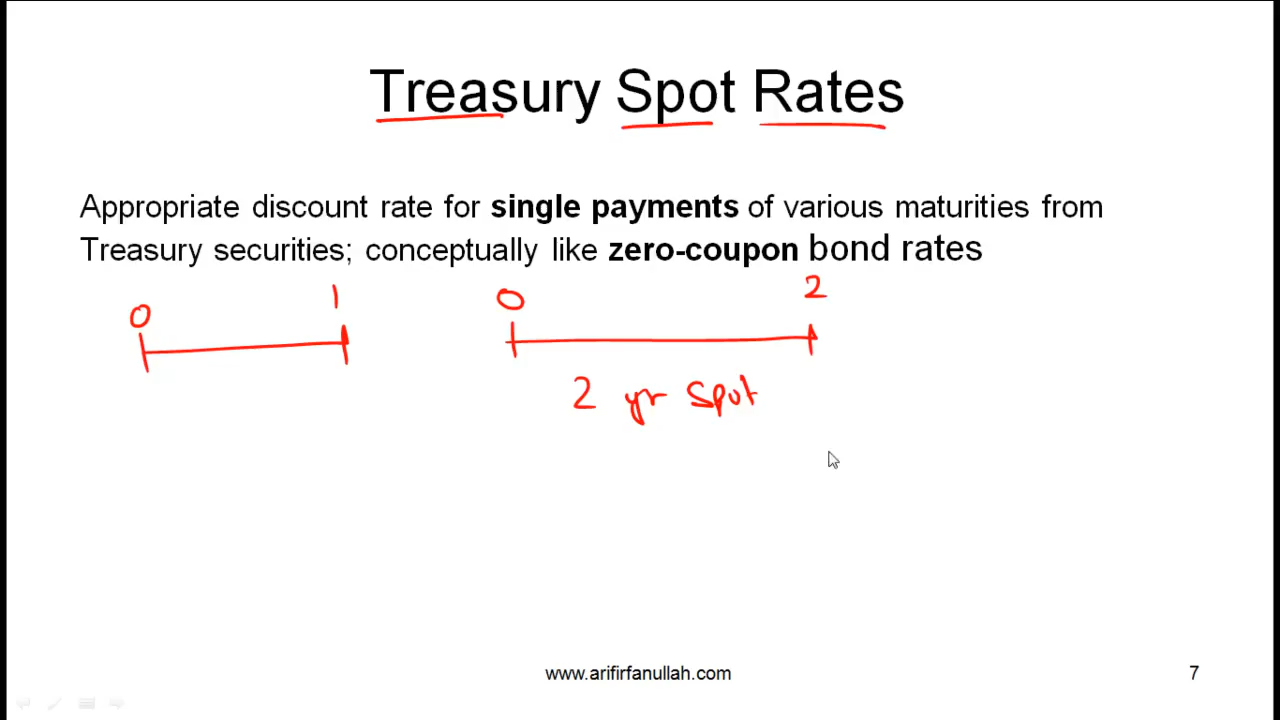 Treasury Spot Rates
Appropriate discount rate for single payments of various maturities from
Treasury securities; conceptually like zero-coupon bond rates
0 1 0 2
2 yr spot
www.arifirfanullah.com 7